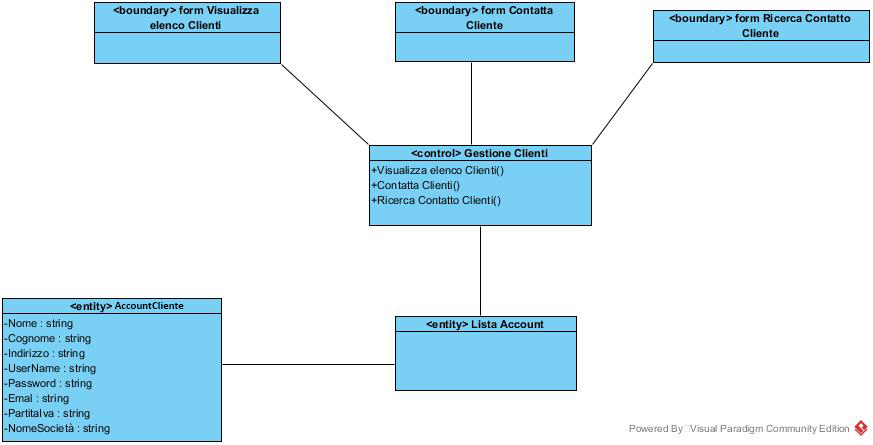 <boundary> form Visualizza
elenco Clienti
<boundary> form Contatta
Cliente
<boundary> form Ricerca Contatto
Cliente
<control> Gestione Clienti
+Visualizza elenco Clienti()
+Contatta Clienti()
+Ricerca Contatto Clienti()
<entity> AccountCliente
-Nome : string
-Cognome : string
-Indirizzo : string
-UserName : string
-Password : string
-Emal : string
-PartitaIva : string
-NomeSocietà : string
<entity> Lista Account
Powered By Visual Paradigm Community Edition